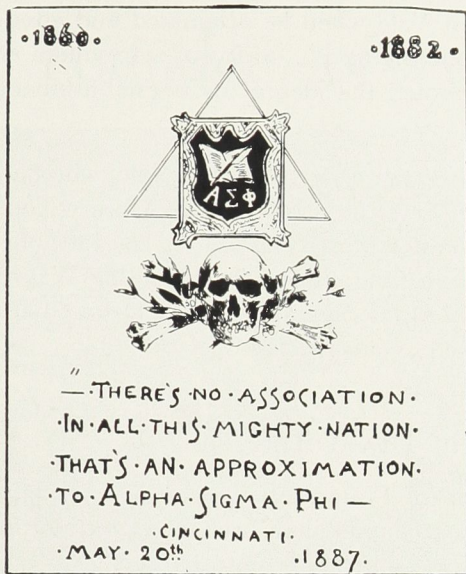 ·1860· ·1882·
ΑΣΦ
"—·THERE'S·NO·ASSOCIATION·
·IN·ALL·THIS·MIGHTY·NATION·
·THAT'S·AN·APPROXIMATION·
·TO·ALPHA·SIGMA·PHI—
·CINCINNATI·
·MAY·20th ·1887·